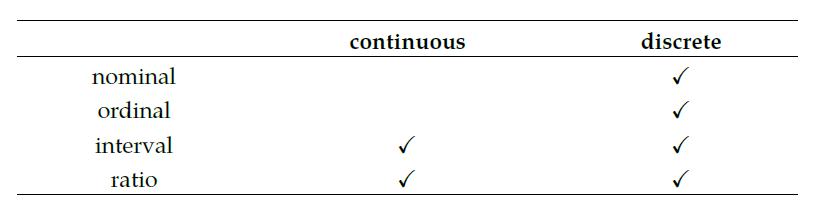 continuous discrete
nominal ✓
ordinal ✓
interval ✓ ✓
ratio ✓ ✓